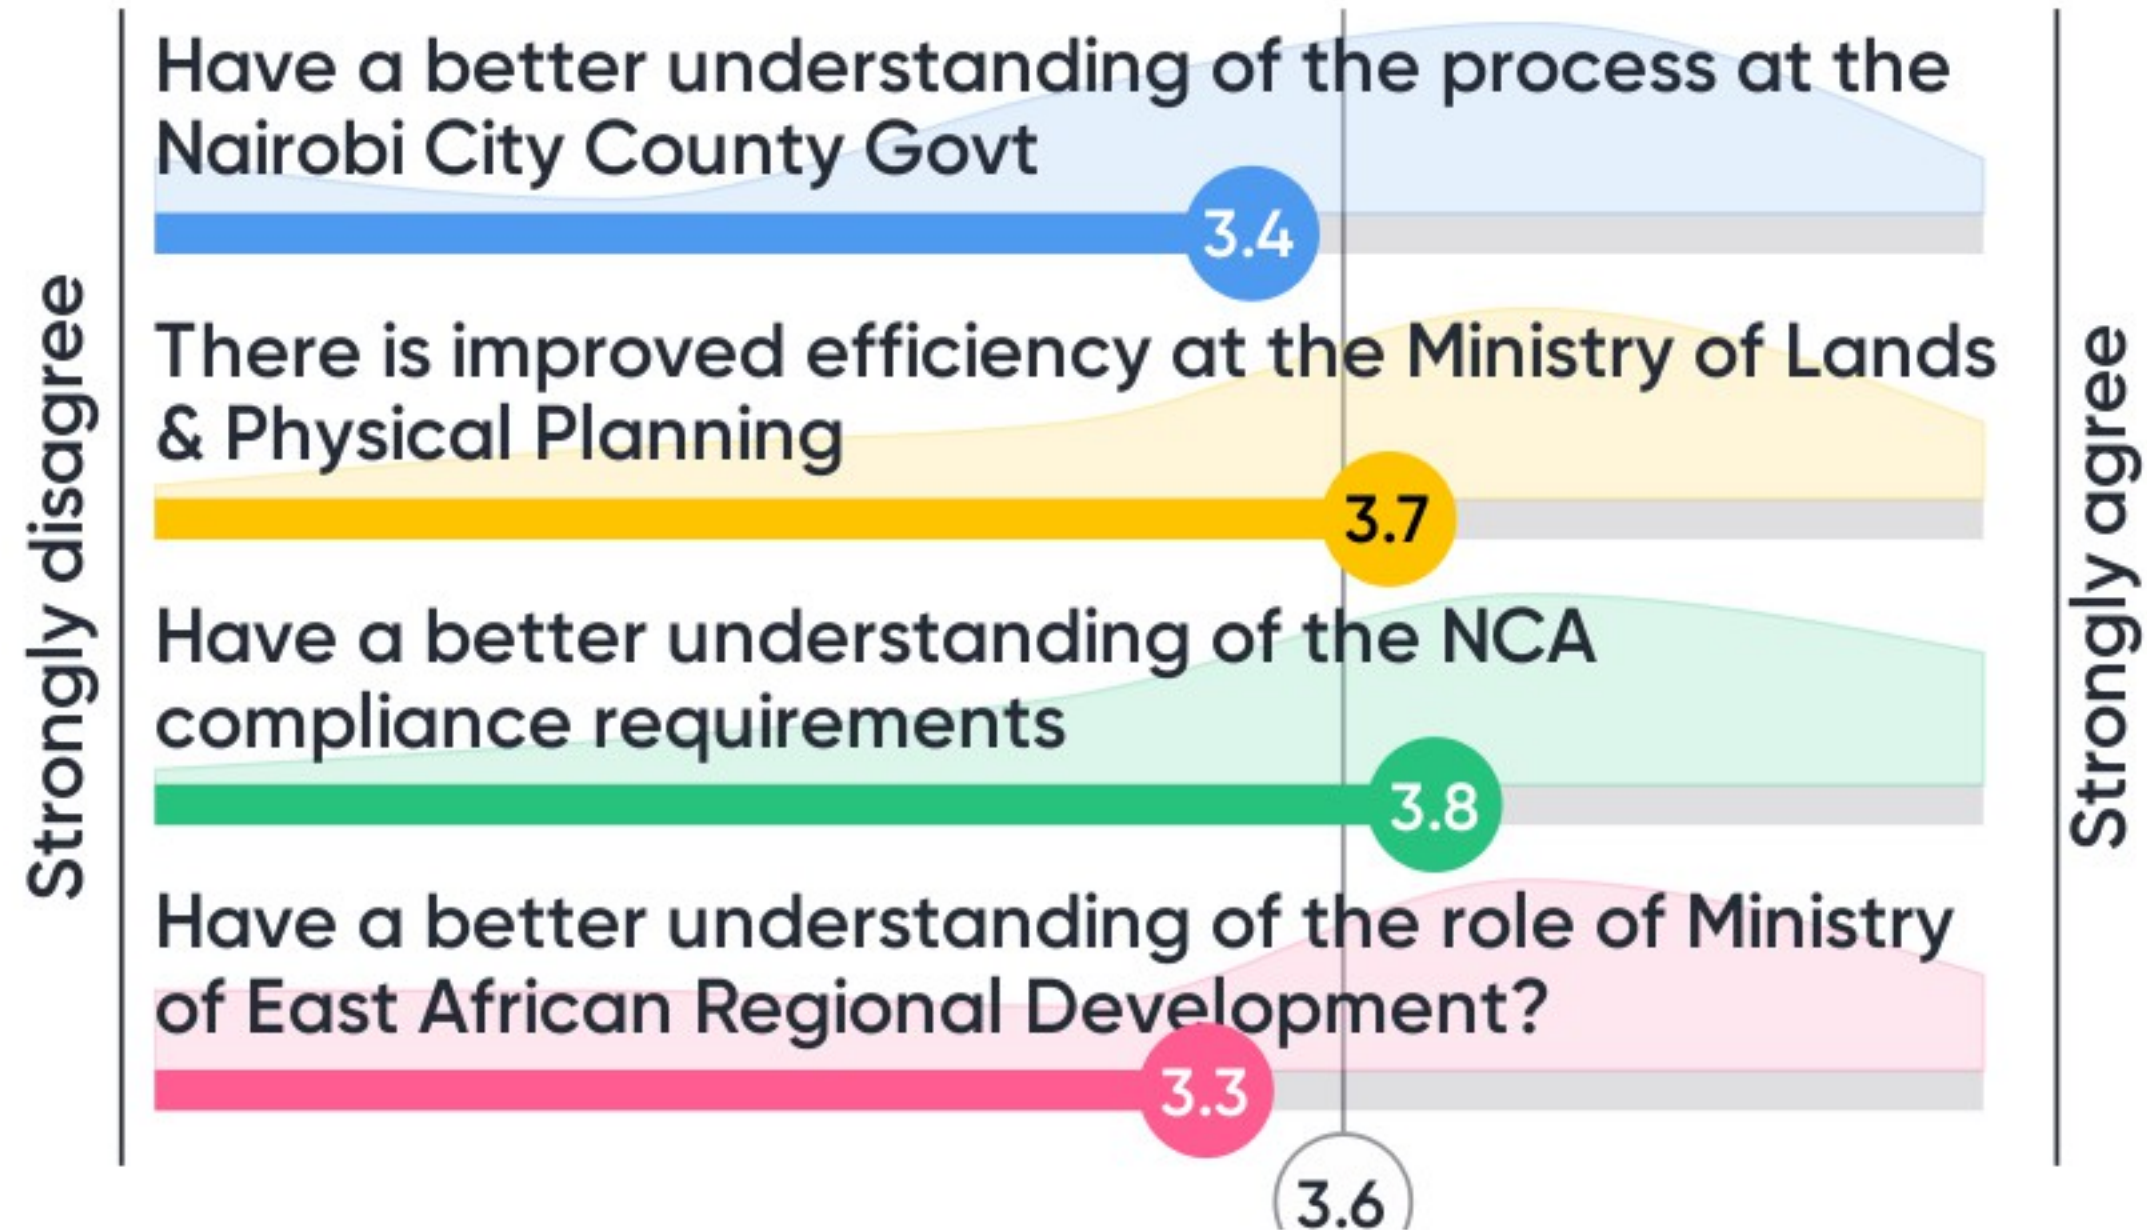 Strongly disagree
Have a better understanding of the process at the
Nairobi City County Govt
3.4
There is improved efficiency at the Ministry of Lands
& Physical Planning
3.7
Have a better understanding of the NCA
compliance requirements
3.8
Have a better understanding of the role of Ministry
of East African Regional Development?
3.3
3.6
Strongly agree